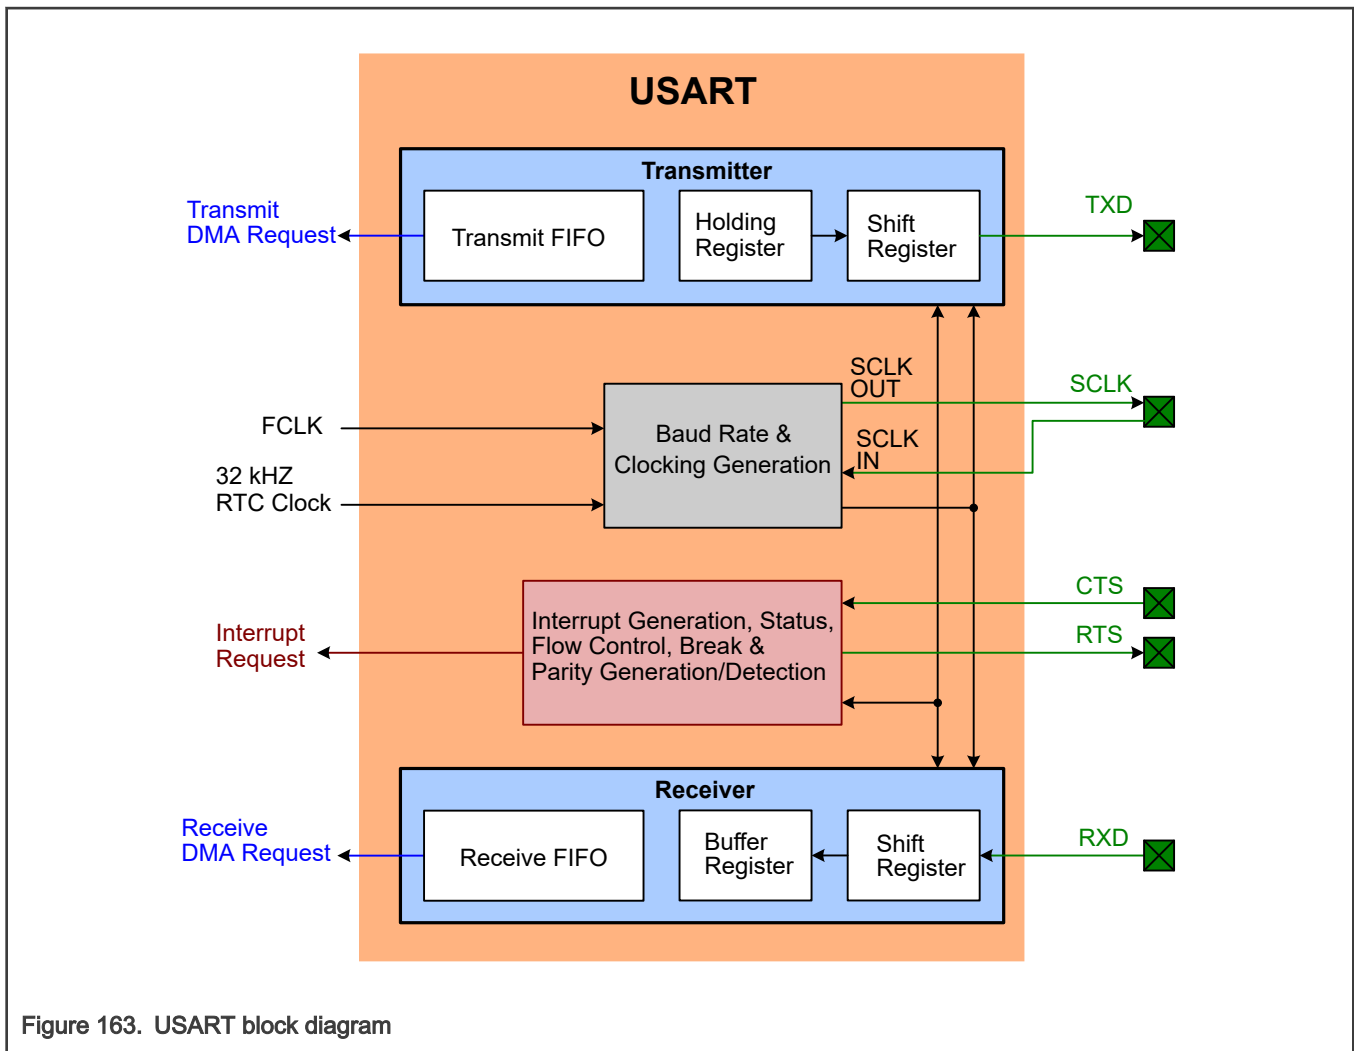 USART
Transmitter
Transmit
DMA Request
Transmit FIFO
Holding
Register
Shift
Register
TXD
FCLK
32 kHZ
RTC Clock
Baud Rate &
Clocking Generation
SCLK
OUT
SCLK
IN
SCLK
Interrupt
Request
Interrupt Generation, Status,
Flow Control, Break &
Parity Generation/Detection
CTS
RTS
Receiver
Receive
DMA Request
Receive FIFO
Buffer
Register
Shift
Register
RXD
Figure 163. USART block diagram